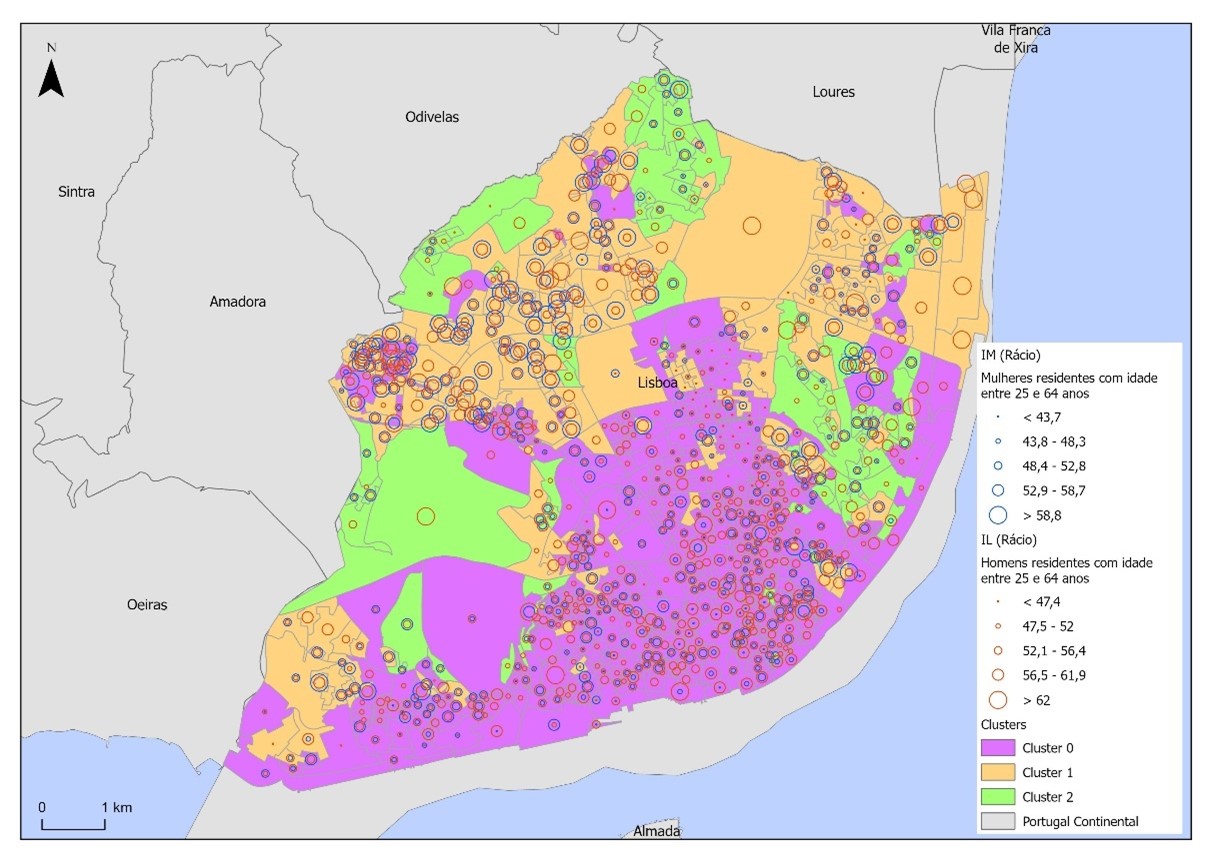 Vila Franca
de Xira
N
Loures
Odivelas
Sintra
Amadora
Lisboa
Oeiras
Almada
0 1 km
IM (Rácio)
Mulheres residentes com idade
entre 25 e 64 anos
< 43,7
43,8 - 48,3
48,4 - 52,8
52,9 - 58,7
> 58,8
IL (Rácio)
Homens residentes com idade
entre 25 e 64 anos
< 47,4
47,5 - 52
52,1 - 56,4
56,5 - 61,9
> 62
Clusters
Cluster 0
Cluster 1
Cluster 2
Portugal Continental